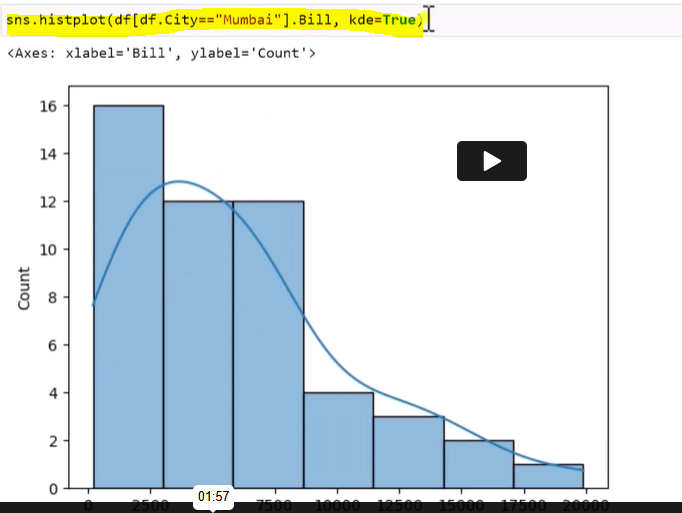 sns.histplot(df[df.City=="Mumbai"].Bill, kde=True)
<Axes: xlabel='Bill', ylabel='Count'>
16
14
12
10
8
6
4
2
0
Count
0 2500 7500 10000 12500 15000 17500 20000
01:57